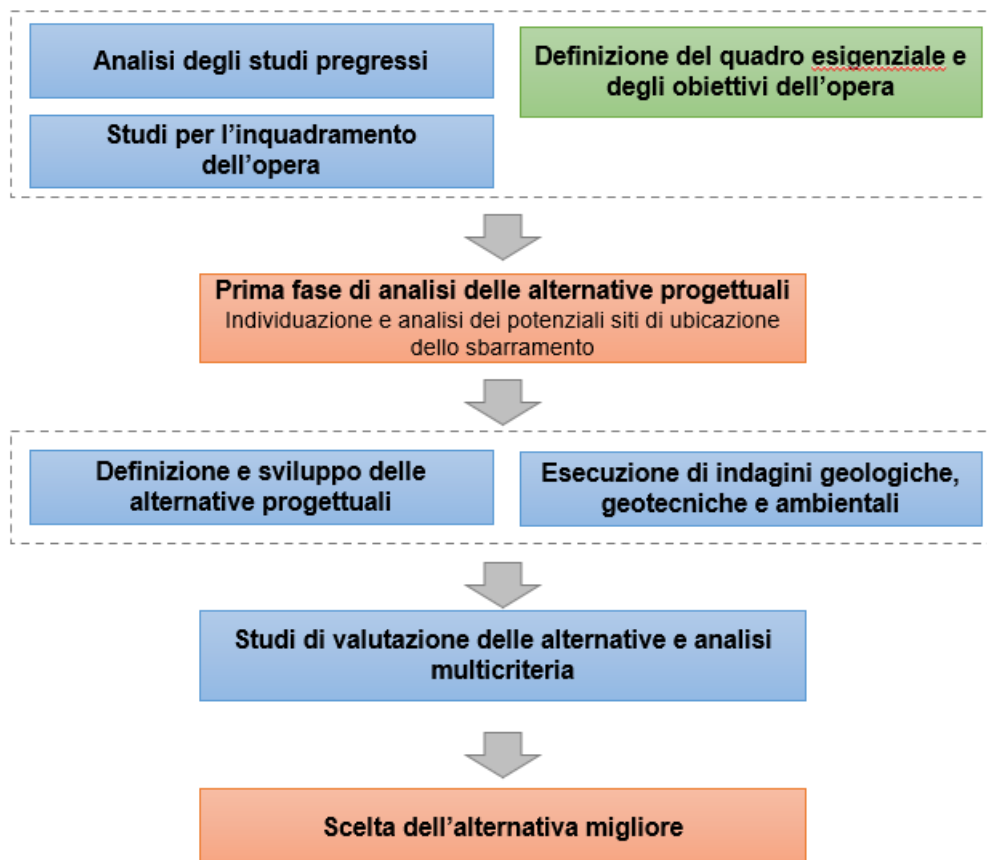 Analisi degli studi pregressi
Definizione del quadro esigenziale e
degli obiettivi dell’opera
Studi per l’inquadramento
dell’opera
Prima fase di analisi delle alternative progettuali
Individuazione e analisi dei potenziali siti di ubicazione
dello sbarramento
Definizione e sviluppo delle
alternative progettuali
Esecuzione di indagini geologiche,
geotecniche e ambientali
Studi di valutazione delle alternative e analisi
multicriteria
Scelta dell’alternativa migliore